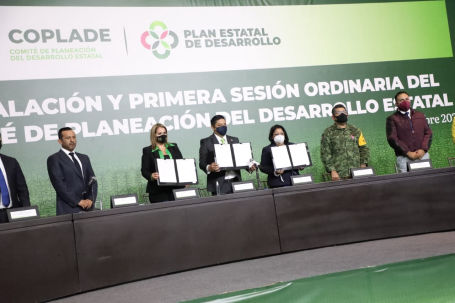 COPLADE
COMITÉ DE PLANEACIÓN
DEL DESARROLLO ESTATAL
PLAN ESTATAL
DE DESARROLLO
ALACIÓN Y PRIMERA SESIÓN ORDINARIA DEL
É DE PLANEACIÓN DEL DESARROLLO ESTATAL